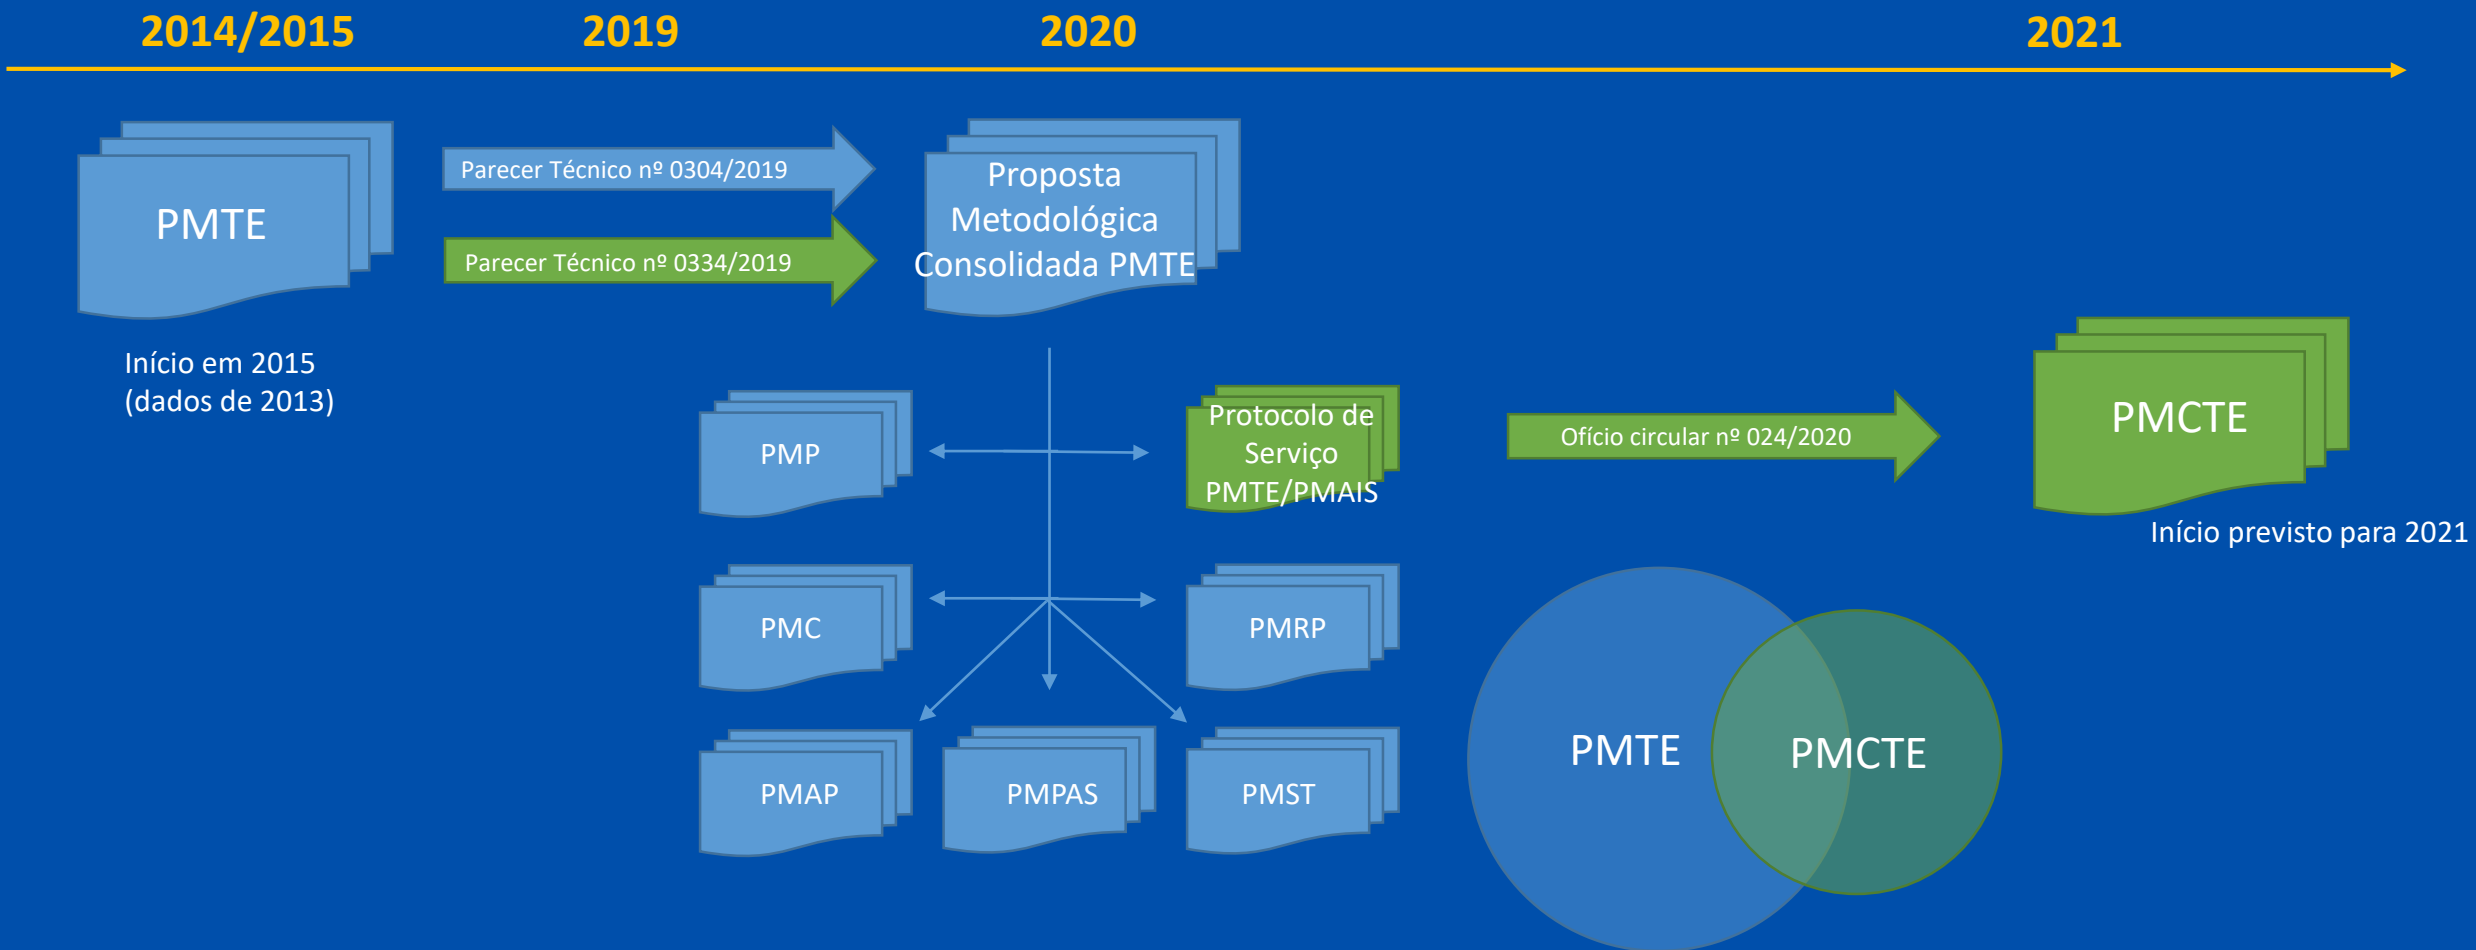 2014/2015
2019
2020
2021
PMTE
Início em 2015
(dados de 2013)
Parecer Técnico nº 0304/2019
Parecer Técnico nº 0334/2019
Proposta
Metodológica
Consolidada PMTE
PMP
Protocolo de
Serviço
PMTE/PMAIS
PMC
PMRP
PMAP
PMPAS
PMST
Ofício circular nº 024/2020
PMCTE
Início previsto para 2021
PMTE
PMCTE